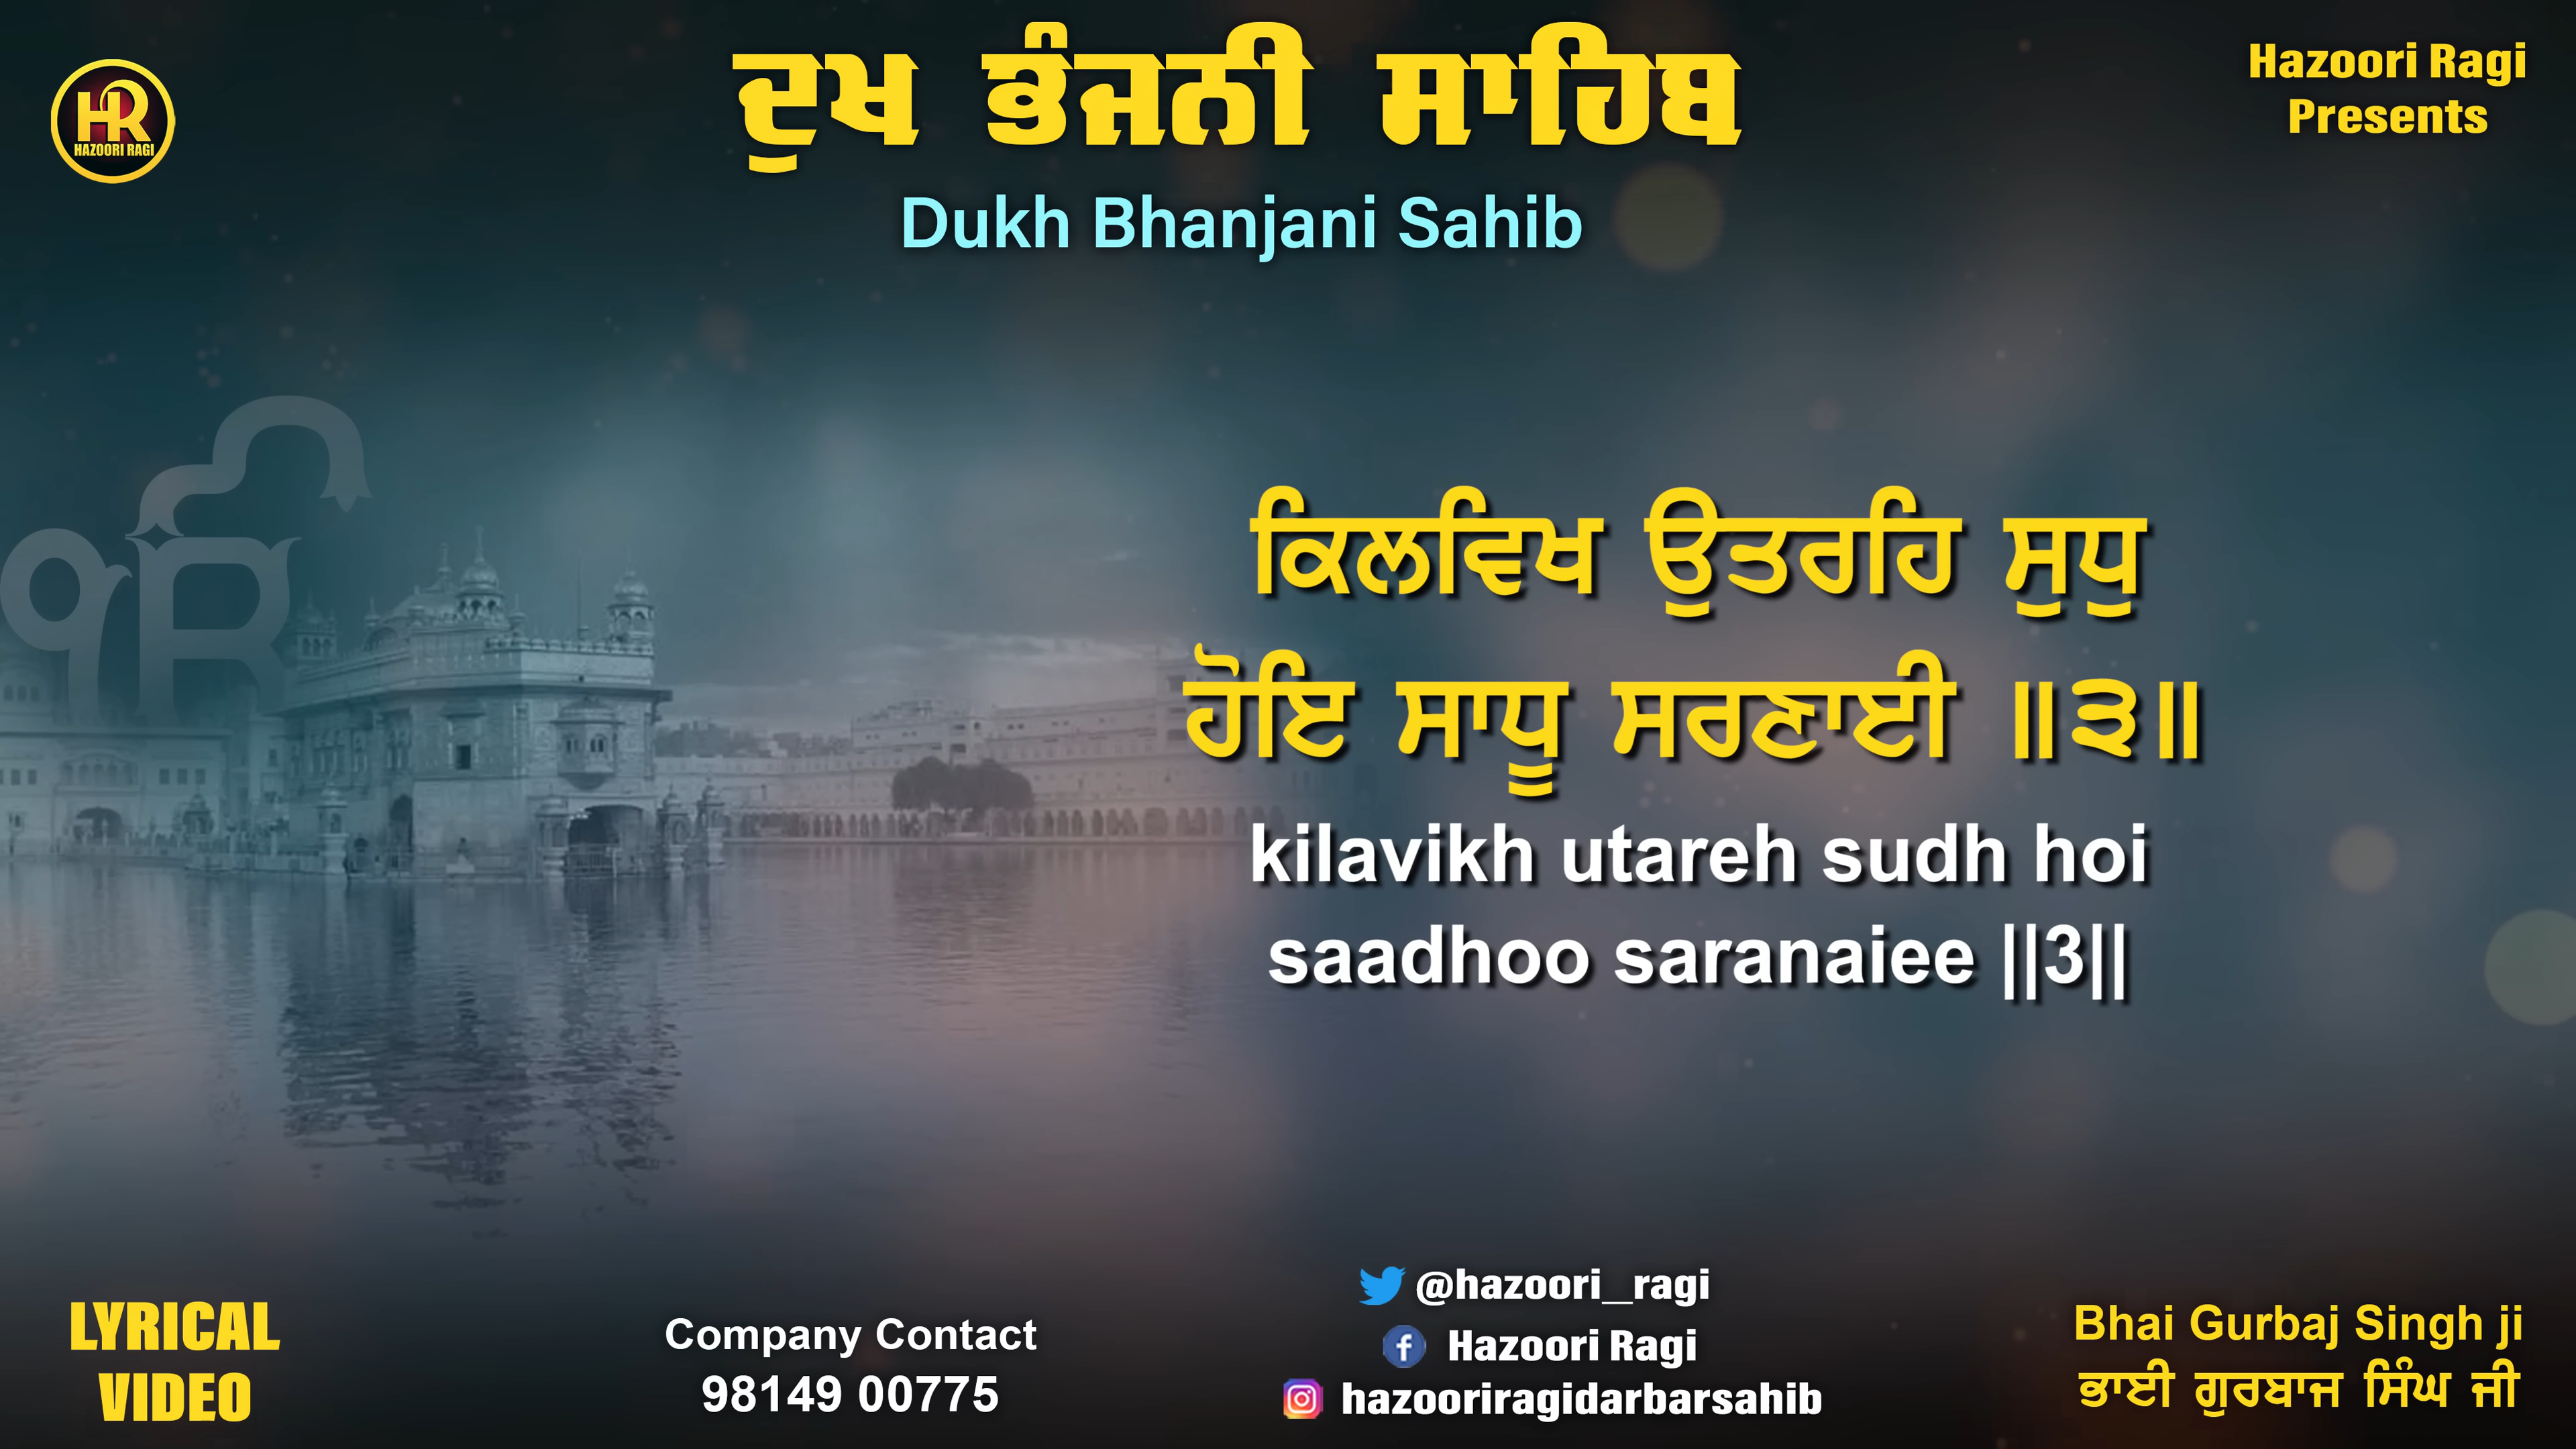 HR
HAZOORI RAGI
ਦੁਖ ਭੰਜਨੀ ਸਾਹਿਬ
Dukh Bhanjani Sahib
Hazoori Ragi
Presents
ੴ
ਕਿਲਵਿਖ ਉਤਰਹਿ ਸੁਧੁ
ਹੋਇ ਸਾਧੂ ਸਰਣਾਈ ॥੩॥
kilavikh utareh sudh hoi
saadhoo saranaiee ||3||
LYRICAL
VIDEO
Company Contact
98149 00775
@hazoori_ragi
Hazoori Ragi
hazooriragidarbarsahib
Bhai Gurbaj Singh ji
ਭਾਈ ਗੁਰਬਾਜ ਸਿੰਘ ਜੀ